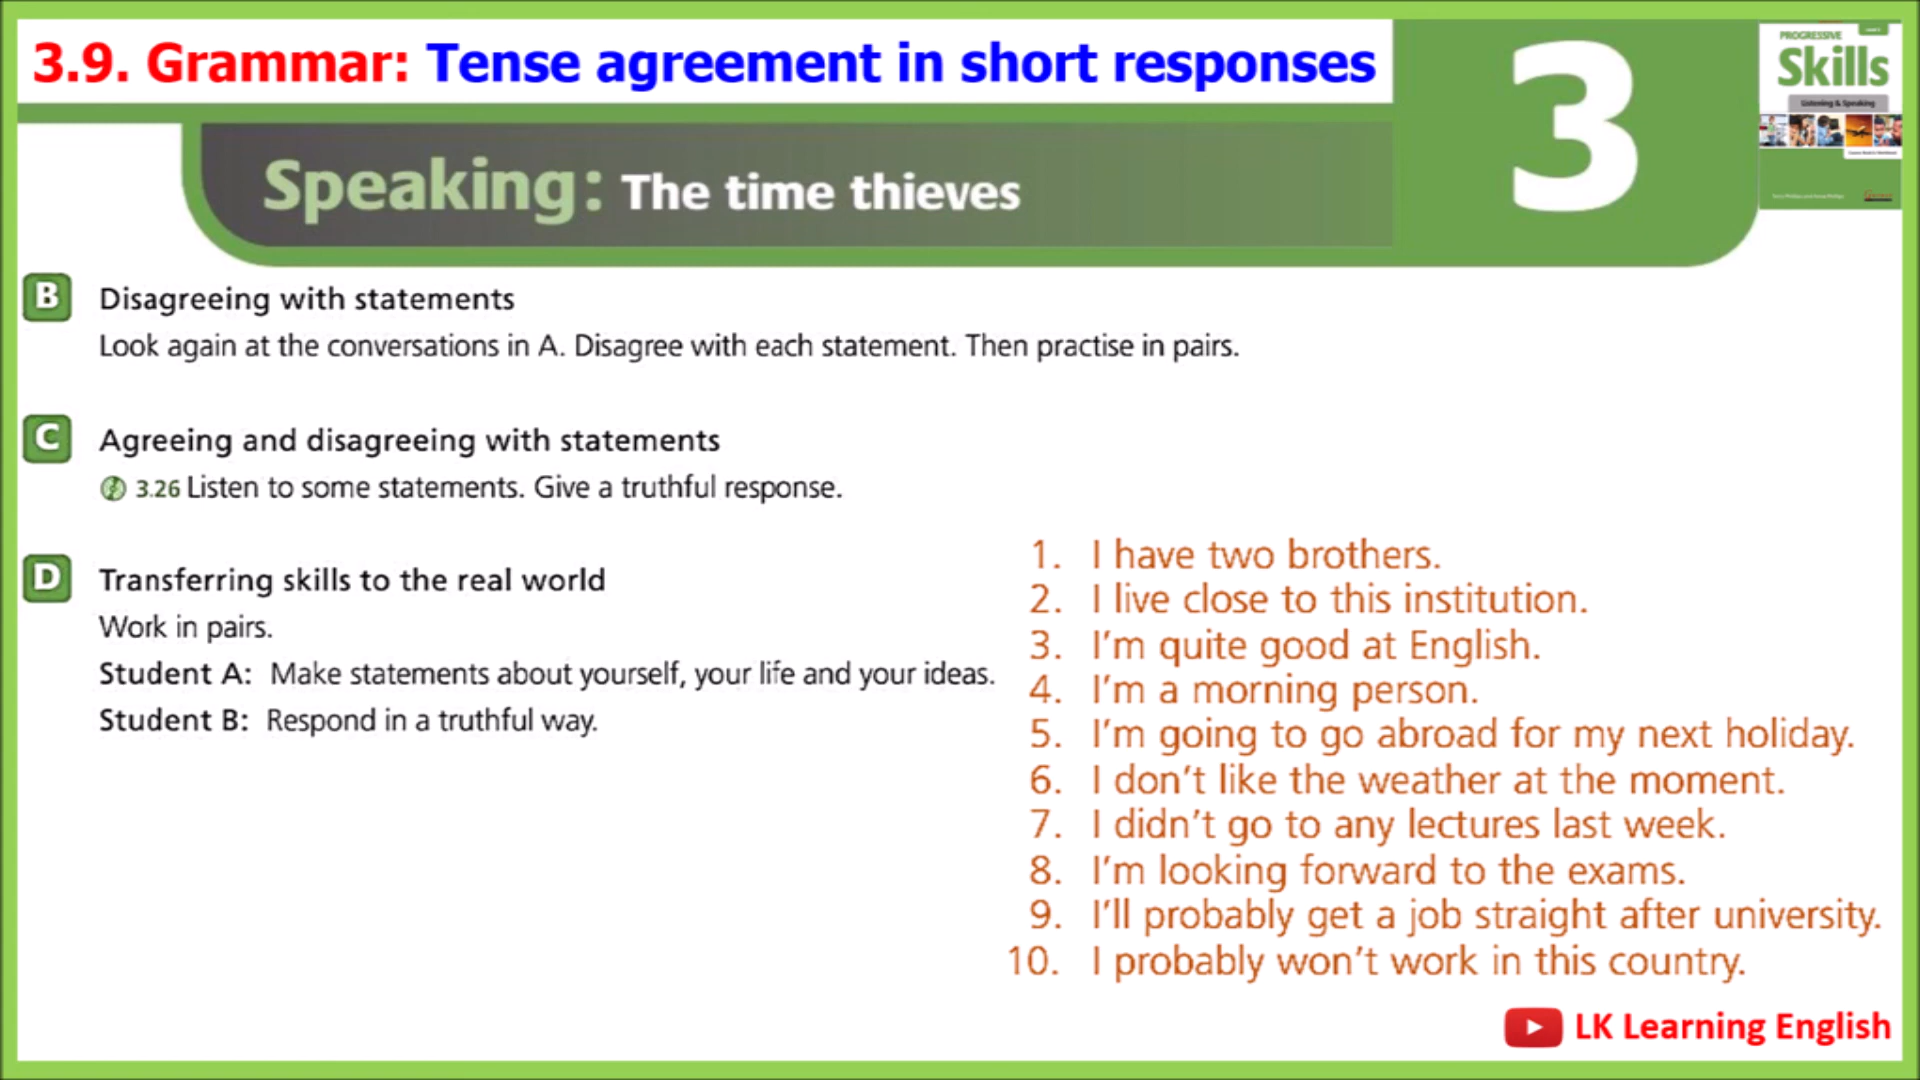 3.9. Grammar: Tense agreement in short responses
3
PROGRESSIVE
Skills
Listening & Speaking
Speaking: The time thieves
B Disagreeing with statements
Look again at the conversations in A. Disagree with each statement. Then practise in pairs.
C Agreeing and disagreeing with statements
3.26 Listen to some statements. Give a truthful response.
D Transferring skills to the real world
Work in pairs.
Student A: Make statements about yourself, your life and your ideas.
Student B: Respond in a truthful way.
1. I have two brothers.
2. I live close to this institution.
3. I'm quite good at English.
4. I'm a morning person.
5. I'm going to go abroad for my next holiday.
6. I don't like the weather at the moment.
7. I didn't go to any lectures last week.
8. I'm looking forward to the exams.
9. I'll probably get a job straight after university.
10. I probably won't work in this country.
LK Learning English